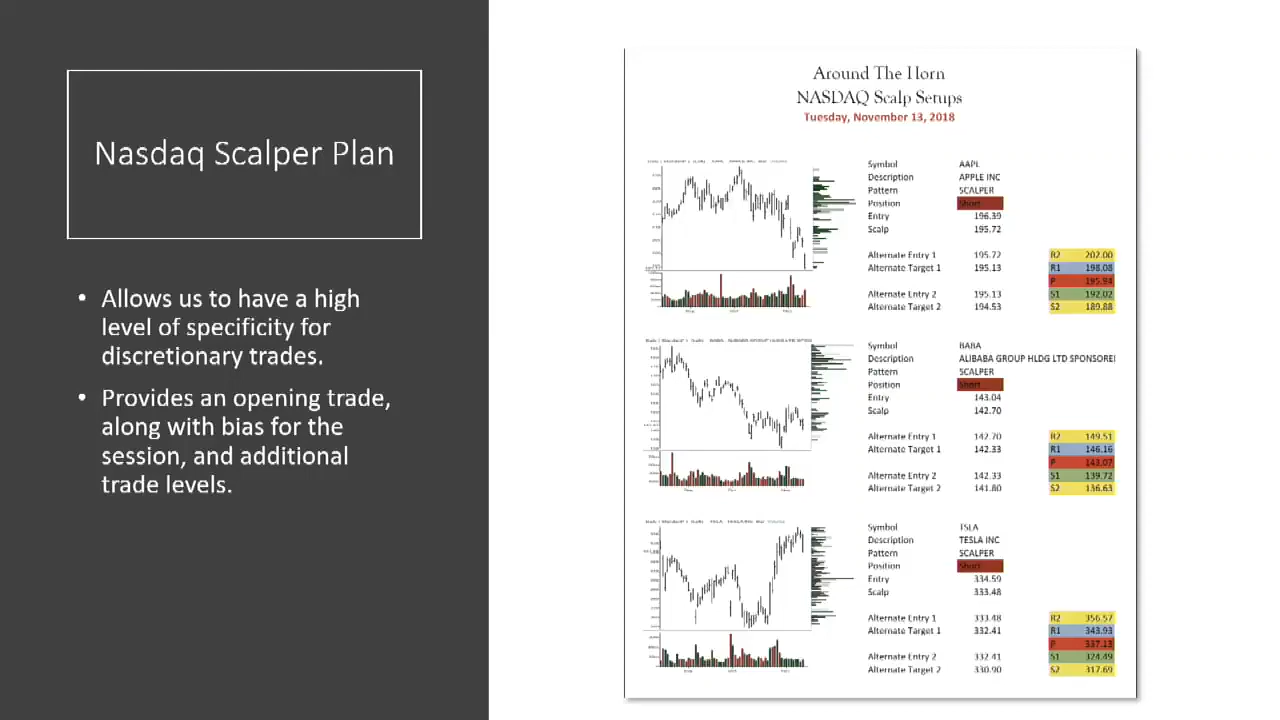 Nasdaq Scalper Plan
• Allows us to have a high
level of specificity for
discretionary trades.
• Provides an opening trade,
along with bias for the
session, and additional
trade levels.
Around The Horn
NASDAQ Scalp Setups
Tuesday, November 13, 2018
Symbol AAPL
Description APPLE INC
Pattern SCALPER
Position Short
Entry 196.39
Scalp 195.72
Alternate Entry 1 195.72 R2 202.00
Alternate Target 1 195.13 R1 198.08
P 195.94
Alternate Entry 2 195.13 S1 192.02
Alternate Target 2 194.53 S2 189.88
Symbol BABA
Description ALIBABA GROUP HLDG LTD SPONSORE
Pattern SCALPER
Position Short
Entry 143.04
Scalp 142.70
Alternate Entry 1 142.70 R2 149.51
Alternate Target 1 142.33 R1 146.16
P 143.07
Alternate Entry 2 142.33 S1 139.72
Alternate Target 2 141.80 S2 136.63
Symbol TSLA
Description TESLA INC
Pattern SCALPER
Position Short
Entry 334.59
Scalp 333.48
Alternate Entry 1 333.48 R2 356.57
Alternate Target 1 332.41 R1 343.93
P 337.13
Alternate Entry 2 332.41 S1 324.49
Alternate Target 2 330.90 S2 317.69